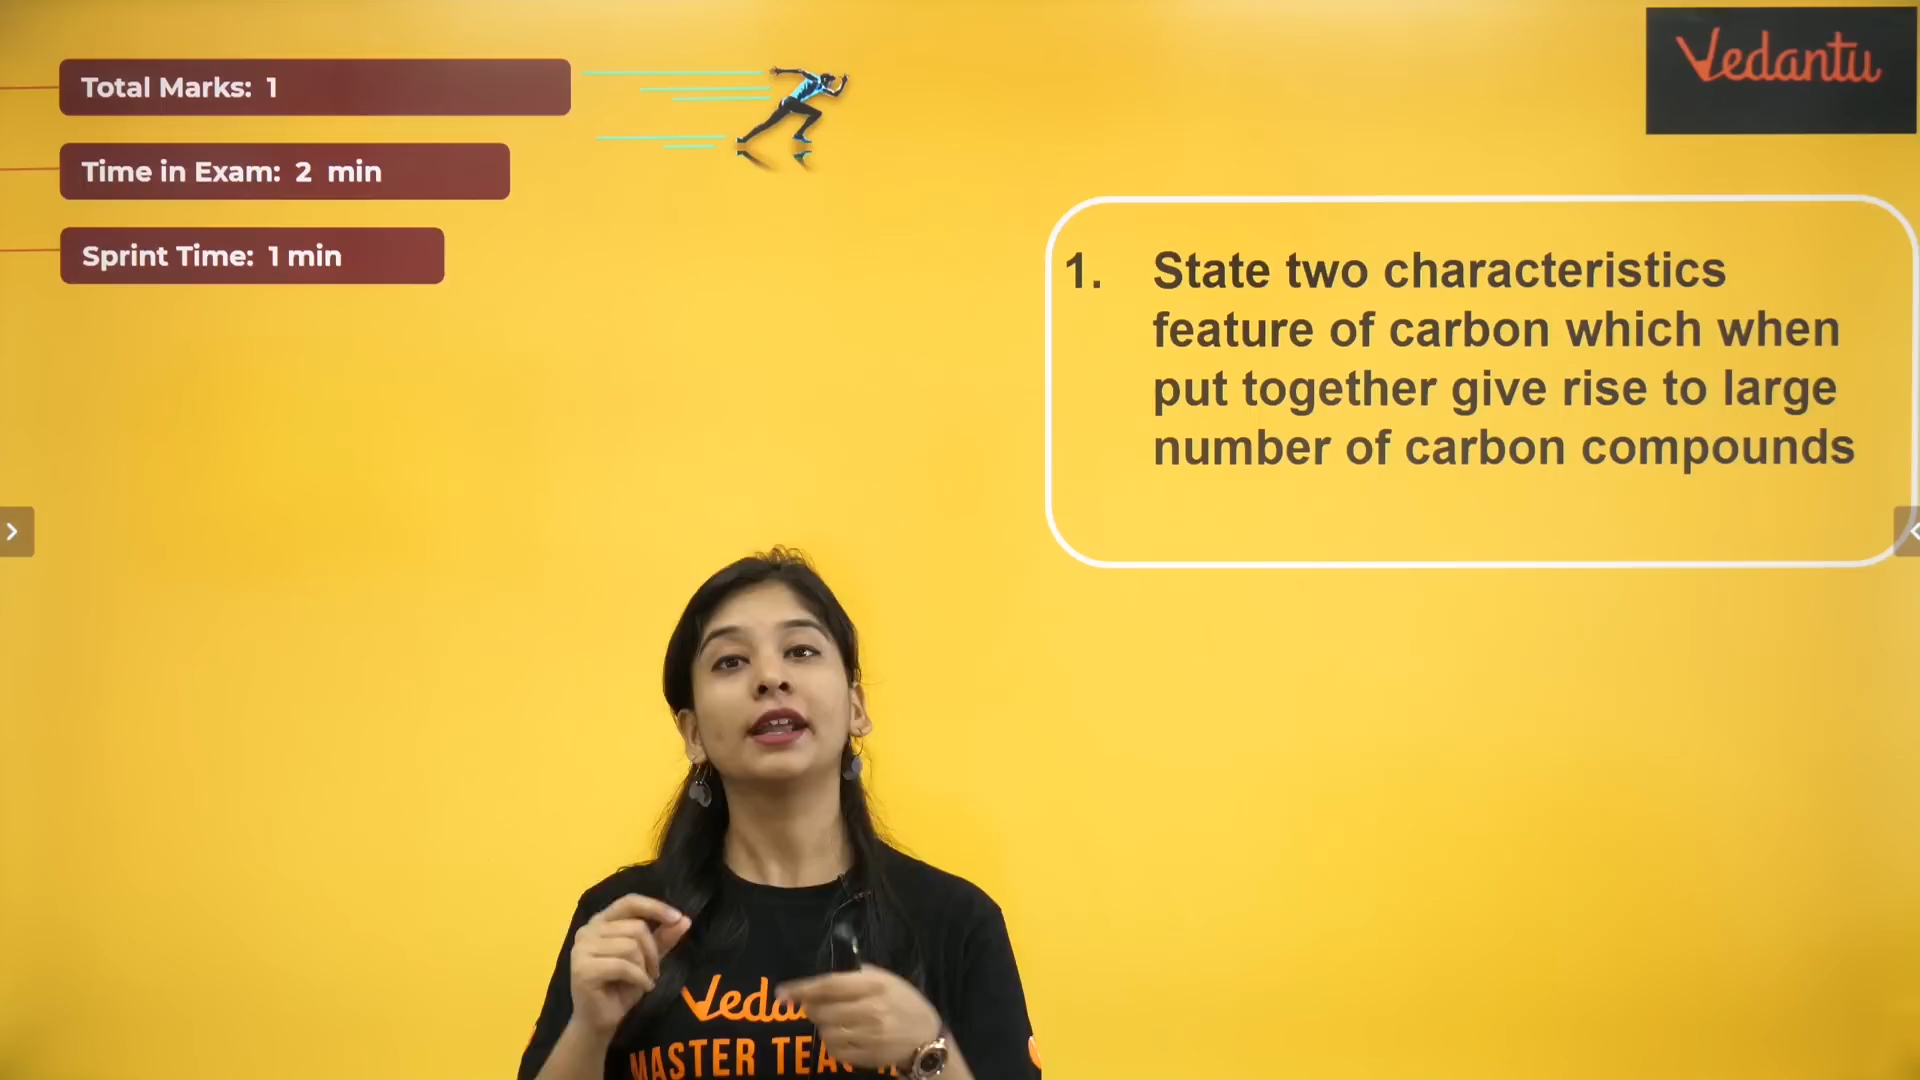 Total Marks: 1
Time in Exam: 2 min
Sprint Time: 1 min
Vedantu
1. State two characteristics
feature of carbon which when
put together give rise to large
number of carbon compounds
MASTER